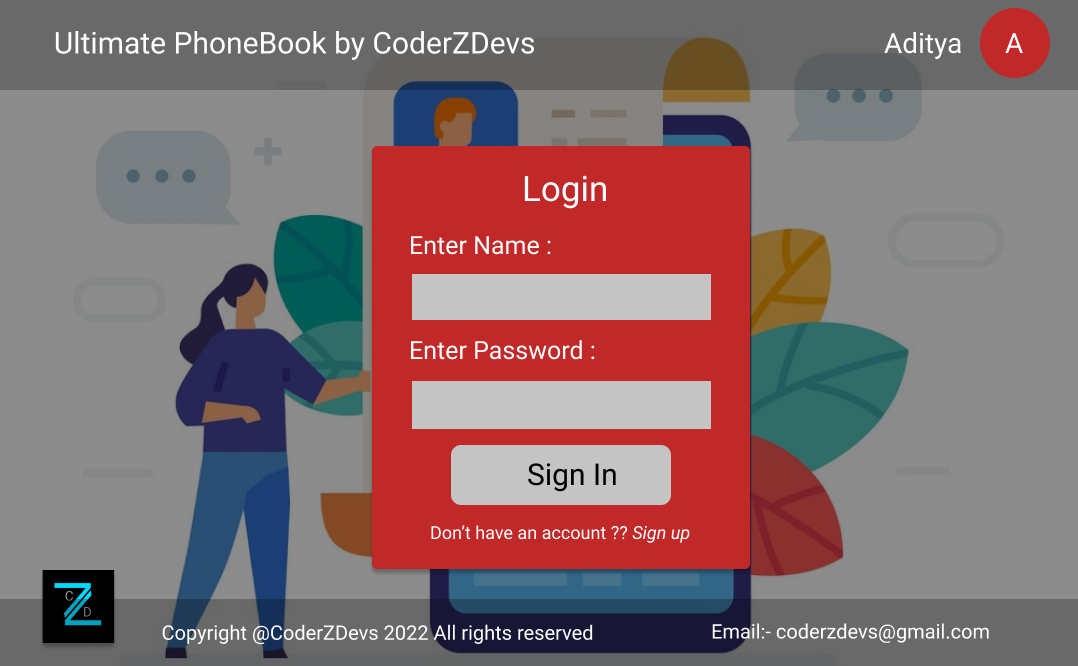 Ultimate PhoneBook by CoderZDevs
Aditya
A
Login
Enter Name :
Enter Password :
Sign In
Don't have an account ?? Sign up
C
Z
D
Copyright @CoderZDevs 2022 All rights reserved
Email:- coderzdevs@gmail.com